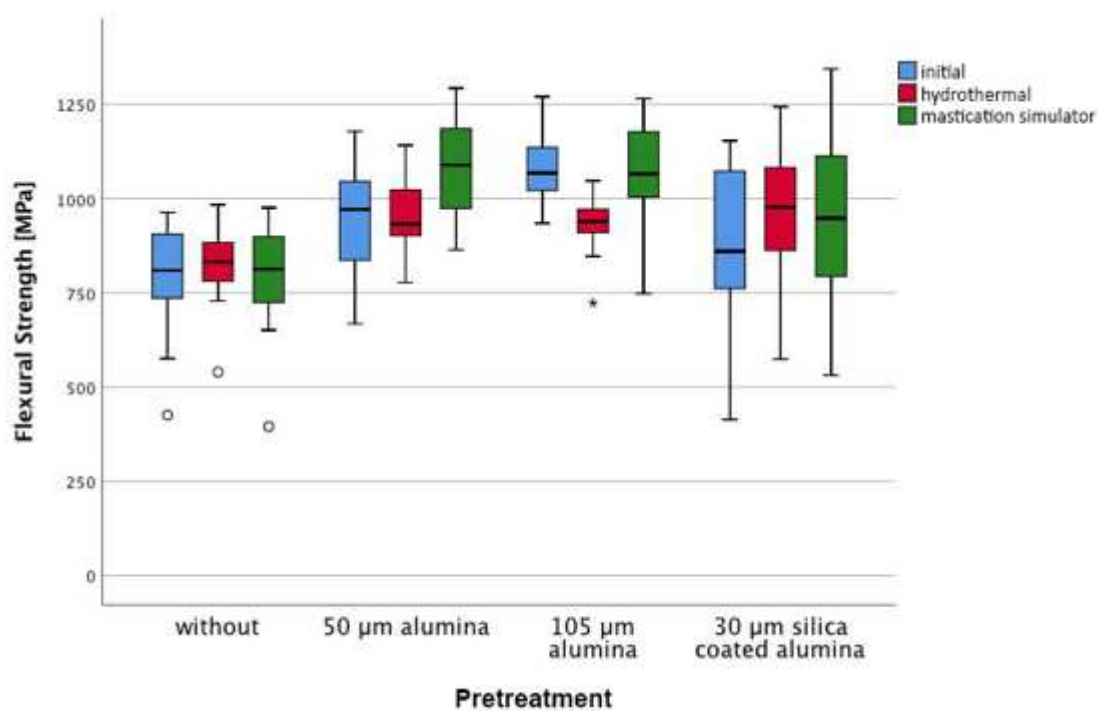 initial
hydrothermal
mastication simulator
Flexural Strength [MPa]
1250
1000
750
500
250
0
without
50 µm alumina
105 µm
alumina
30 µm silica
coated alumina
Pretreatment